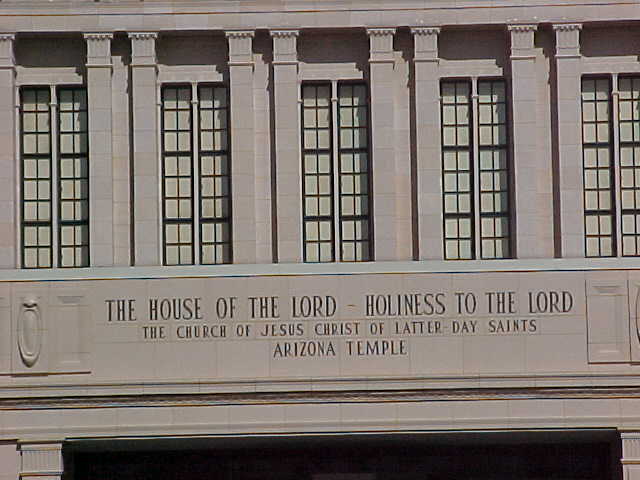 THE HOUSE OF THE LORD - HOLINESS TO THE LORD
THE CHURCH OF JESUS CHRIST OF LATTER-DAY SAINTS
ARIZONA TEMPLE